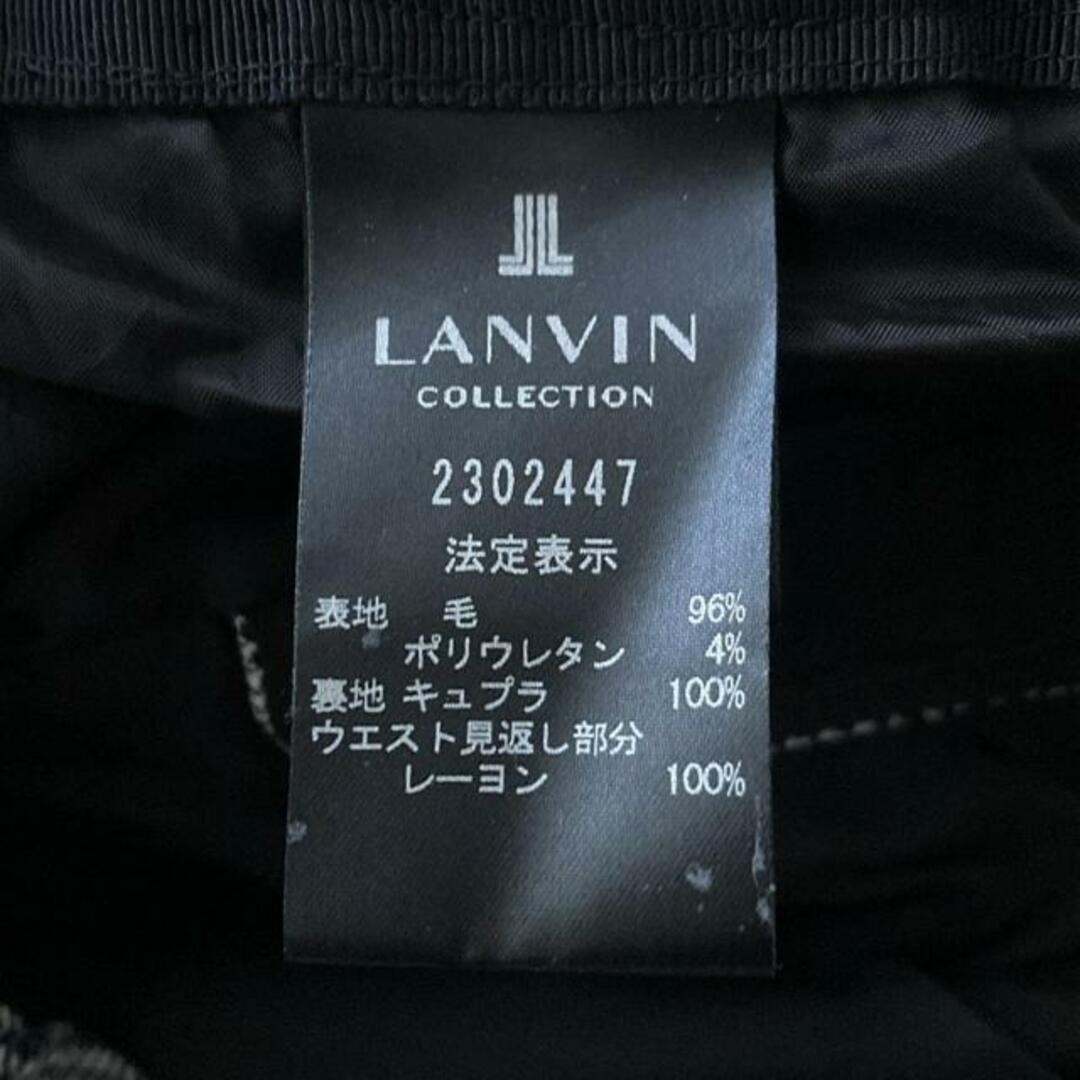 LANVIN
COLLECTION
2302447
法定表示
表地 毛 96%
ポリウレタン 4%
裏地 キュプラ 100%
ウエスト見返し部分
レーヨン 100%